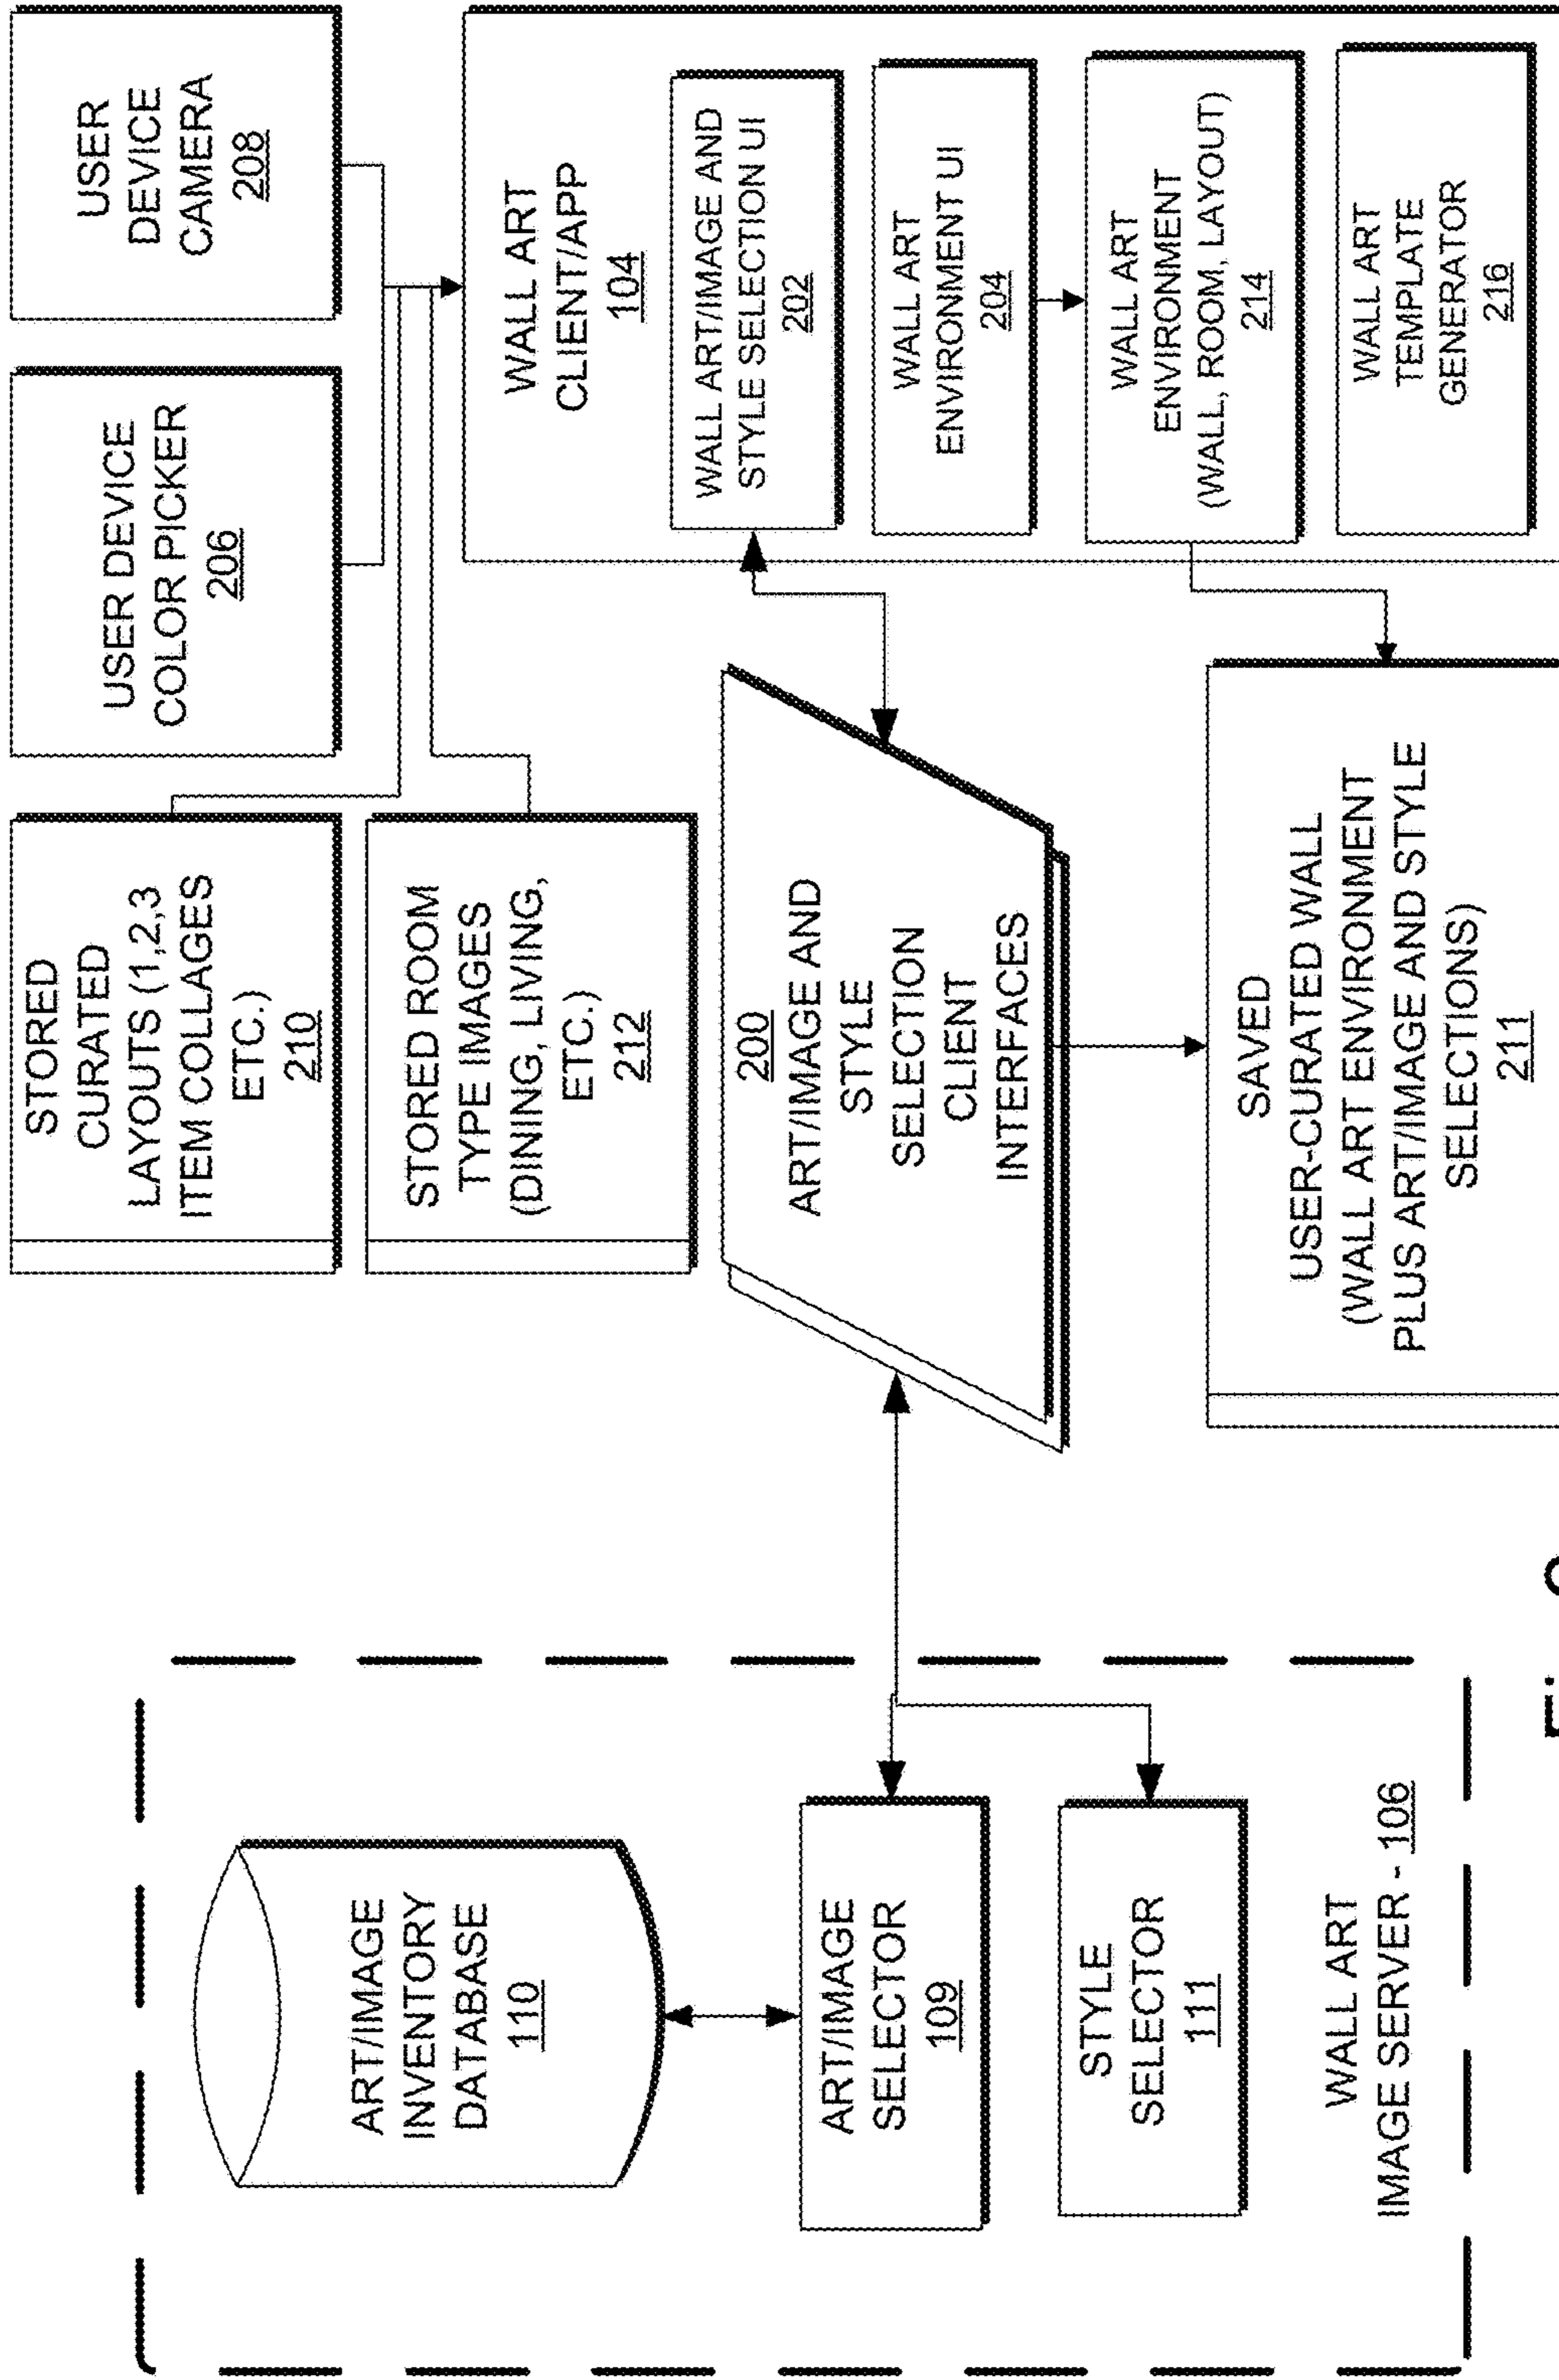 ART/IMAGE
INVENTORY
DATABASE
110
ART/IMAGE
SELECTOR
109
STYLE
SELECTOR
111
WALL ART
IMAGE SERVER - 106
STORED
CURATED
LAYOUTS (1,2,3
ITEM COLLAGES
ETC.)
210
STORED ROOM
TYPE IMAGES
(DINING, LIVING,
ETC.)
212
200
ART/IMAGE AND
STYLE
SELECTION
CLIENT
INTERFACES
SAVED
USER-CURATED WALL
(WALL ART ENVIRONMENT
PLUS ART/IMAGE AND STYLE
SELECTIONS)
211
USER DEVICE
COLOR PICKER
206
USER
DEVICE
CAMERA
208
WALL ART
CLIENT/APP
104
WALL ART/IMAGE AND
STYLE SELECTION UI
202
WALL ART
ENVIRONMENT UI
204
WALL ART
ENVIRONMENT
(WALL, ROOM, LAYOUT)
214
WALL ART
TEMPLATE
GENERATOR
216